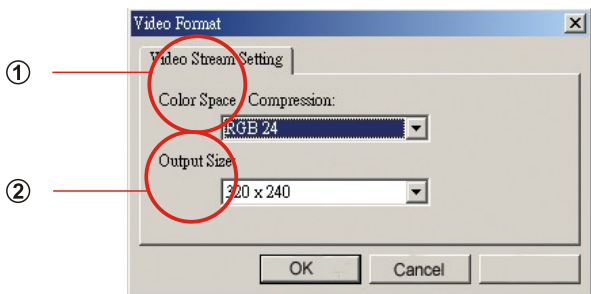 Video Format
Video Stream Setting
①
Color Space / Compression:
RGB 24
Output Size:
②
320 x 240
OK
Cancel